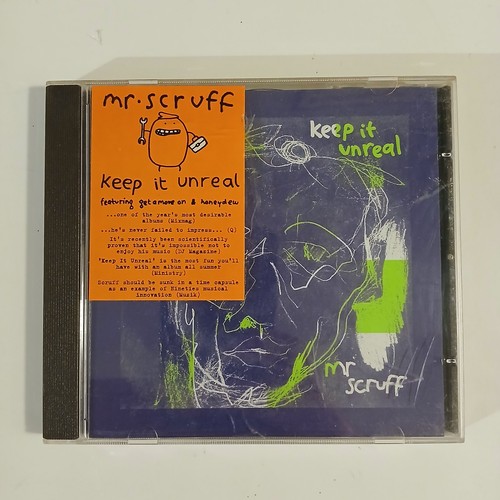 mr.scruff
keep it unreal
featuring get a move on & honeydew
...one of the year's most desirable
albums (Mixmag)
...he's never failed to impress... (Q)
It's recently been scientifically
proven that it's impossible not to
enjoy his music (DJ Magazine)
'Keep It Unreal' is the most fun you'll
have with an album all summer
(Ministry)
Scruff should be sunk in a time capsule
as an example of Nineties musical
innovation (Muzik)
keep it
unreal
mr
scruff